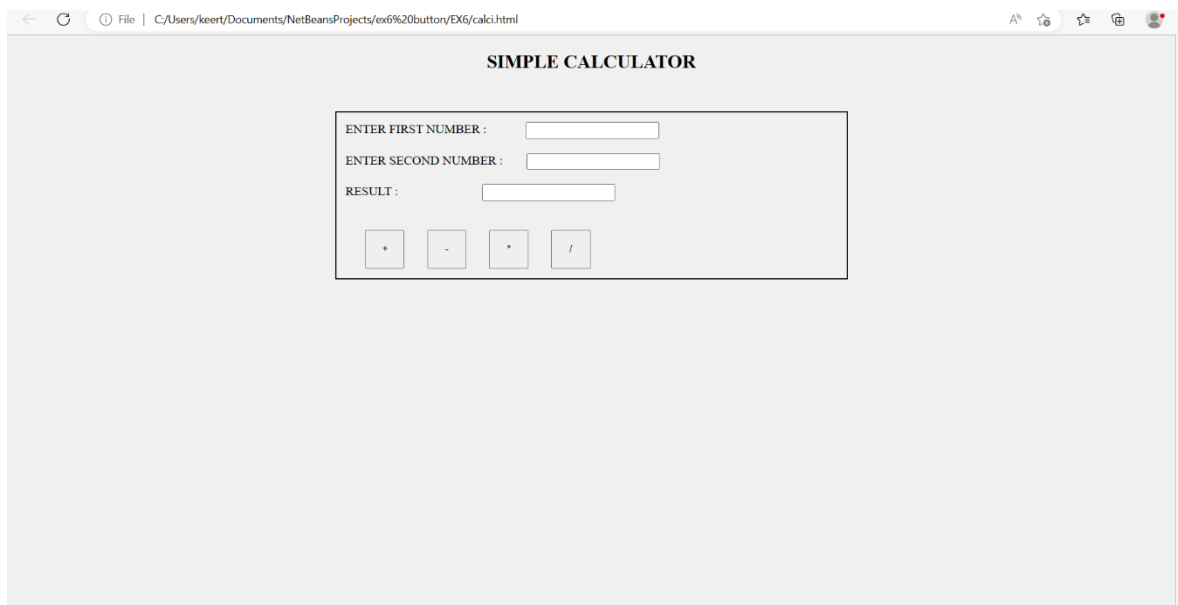 File | C:/Users/keert/Documents/NetBeansProjects/ex6%20button/EX6/calci.html A
SIMPLE CALCULATOR
ENTER FIRST NUMBER :
ENTER SECOND NUMBER :
RESULT :
+ - * /